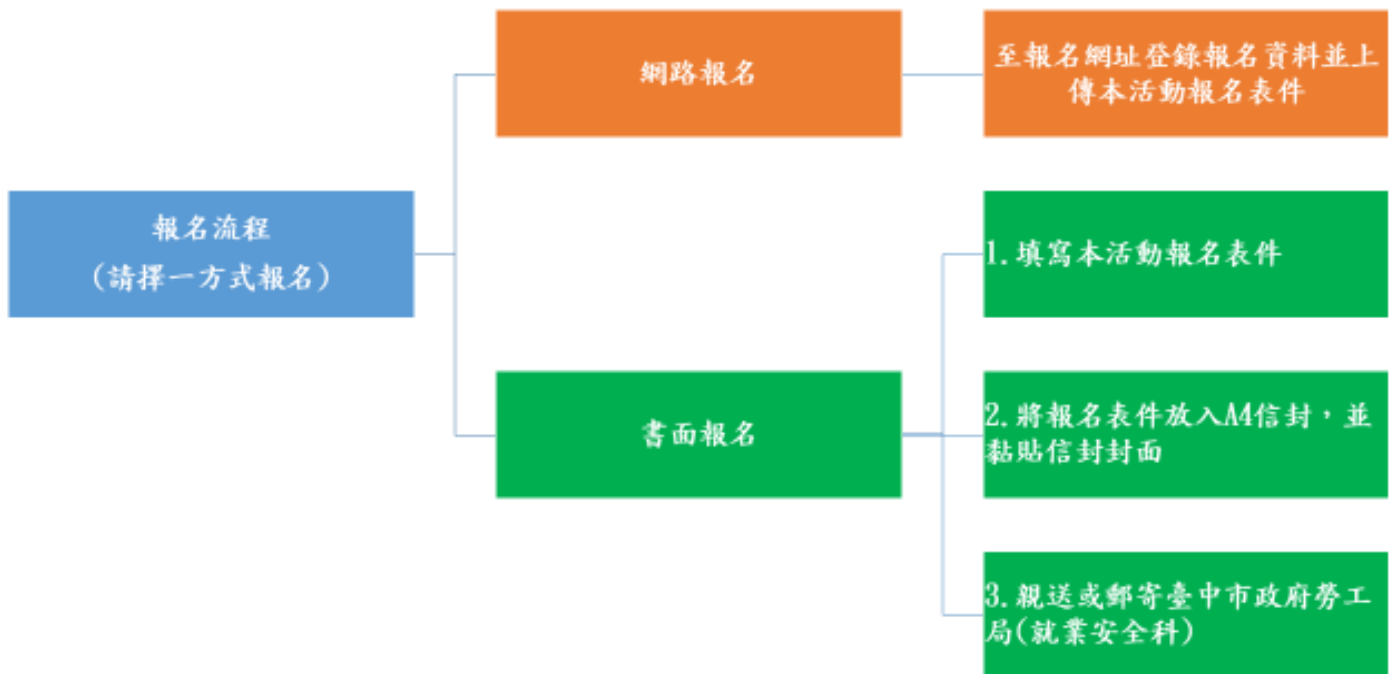 網路報名
至報名網址登錄報名資料並上
傳本活動報名表件
報名流程
(請擇一方式報名)
1.填寫本活動報名表件
書面報名
2.將報名表件放入A4信封，並
黏貼信封封面
3.親送或郵寄臺中市政府勞工
局(就業安全科)